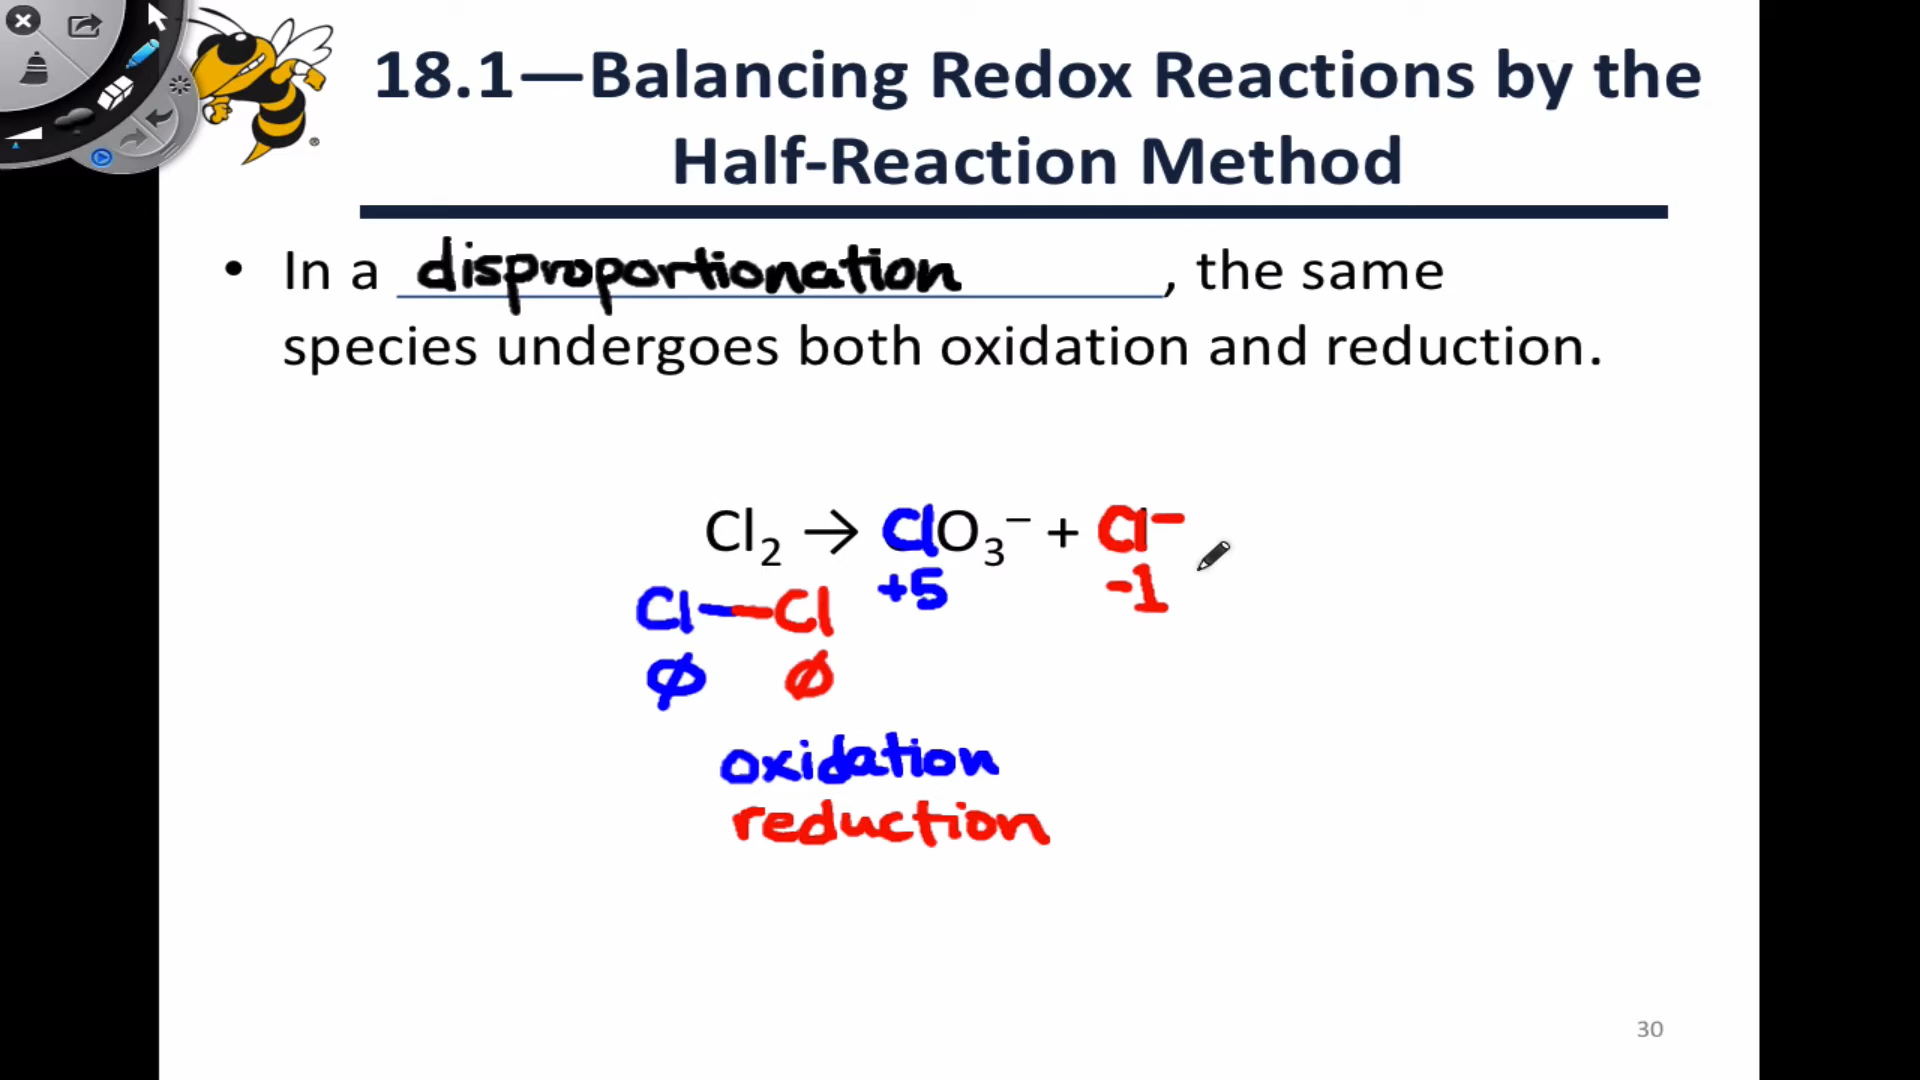 18.1—Balancing Redox Reactions by the
Half-Reaction Method
• In a disproportionation, the same
species undergoes both oxidation and reduction.
Cl₂ → ClO₃⁻ + Cl⁻
+5 -1
Cl—Cl
∅ ∅
oxidation
reduction
30
®